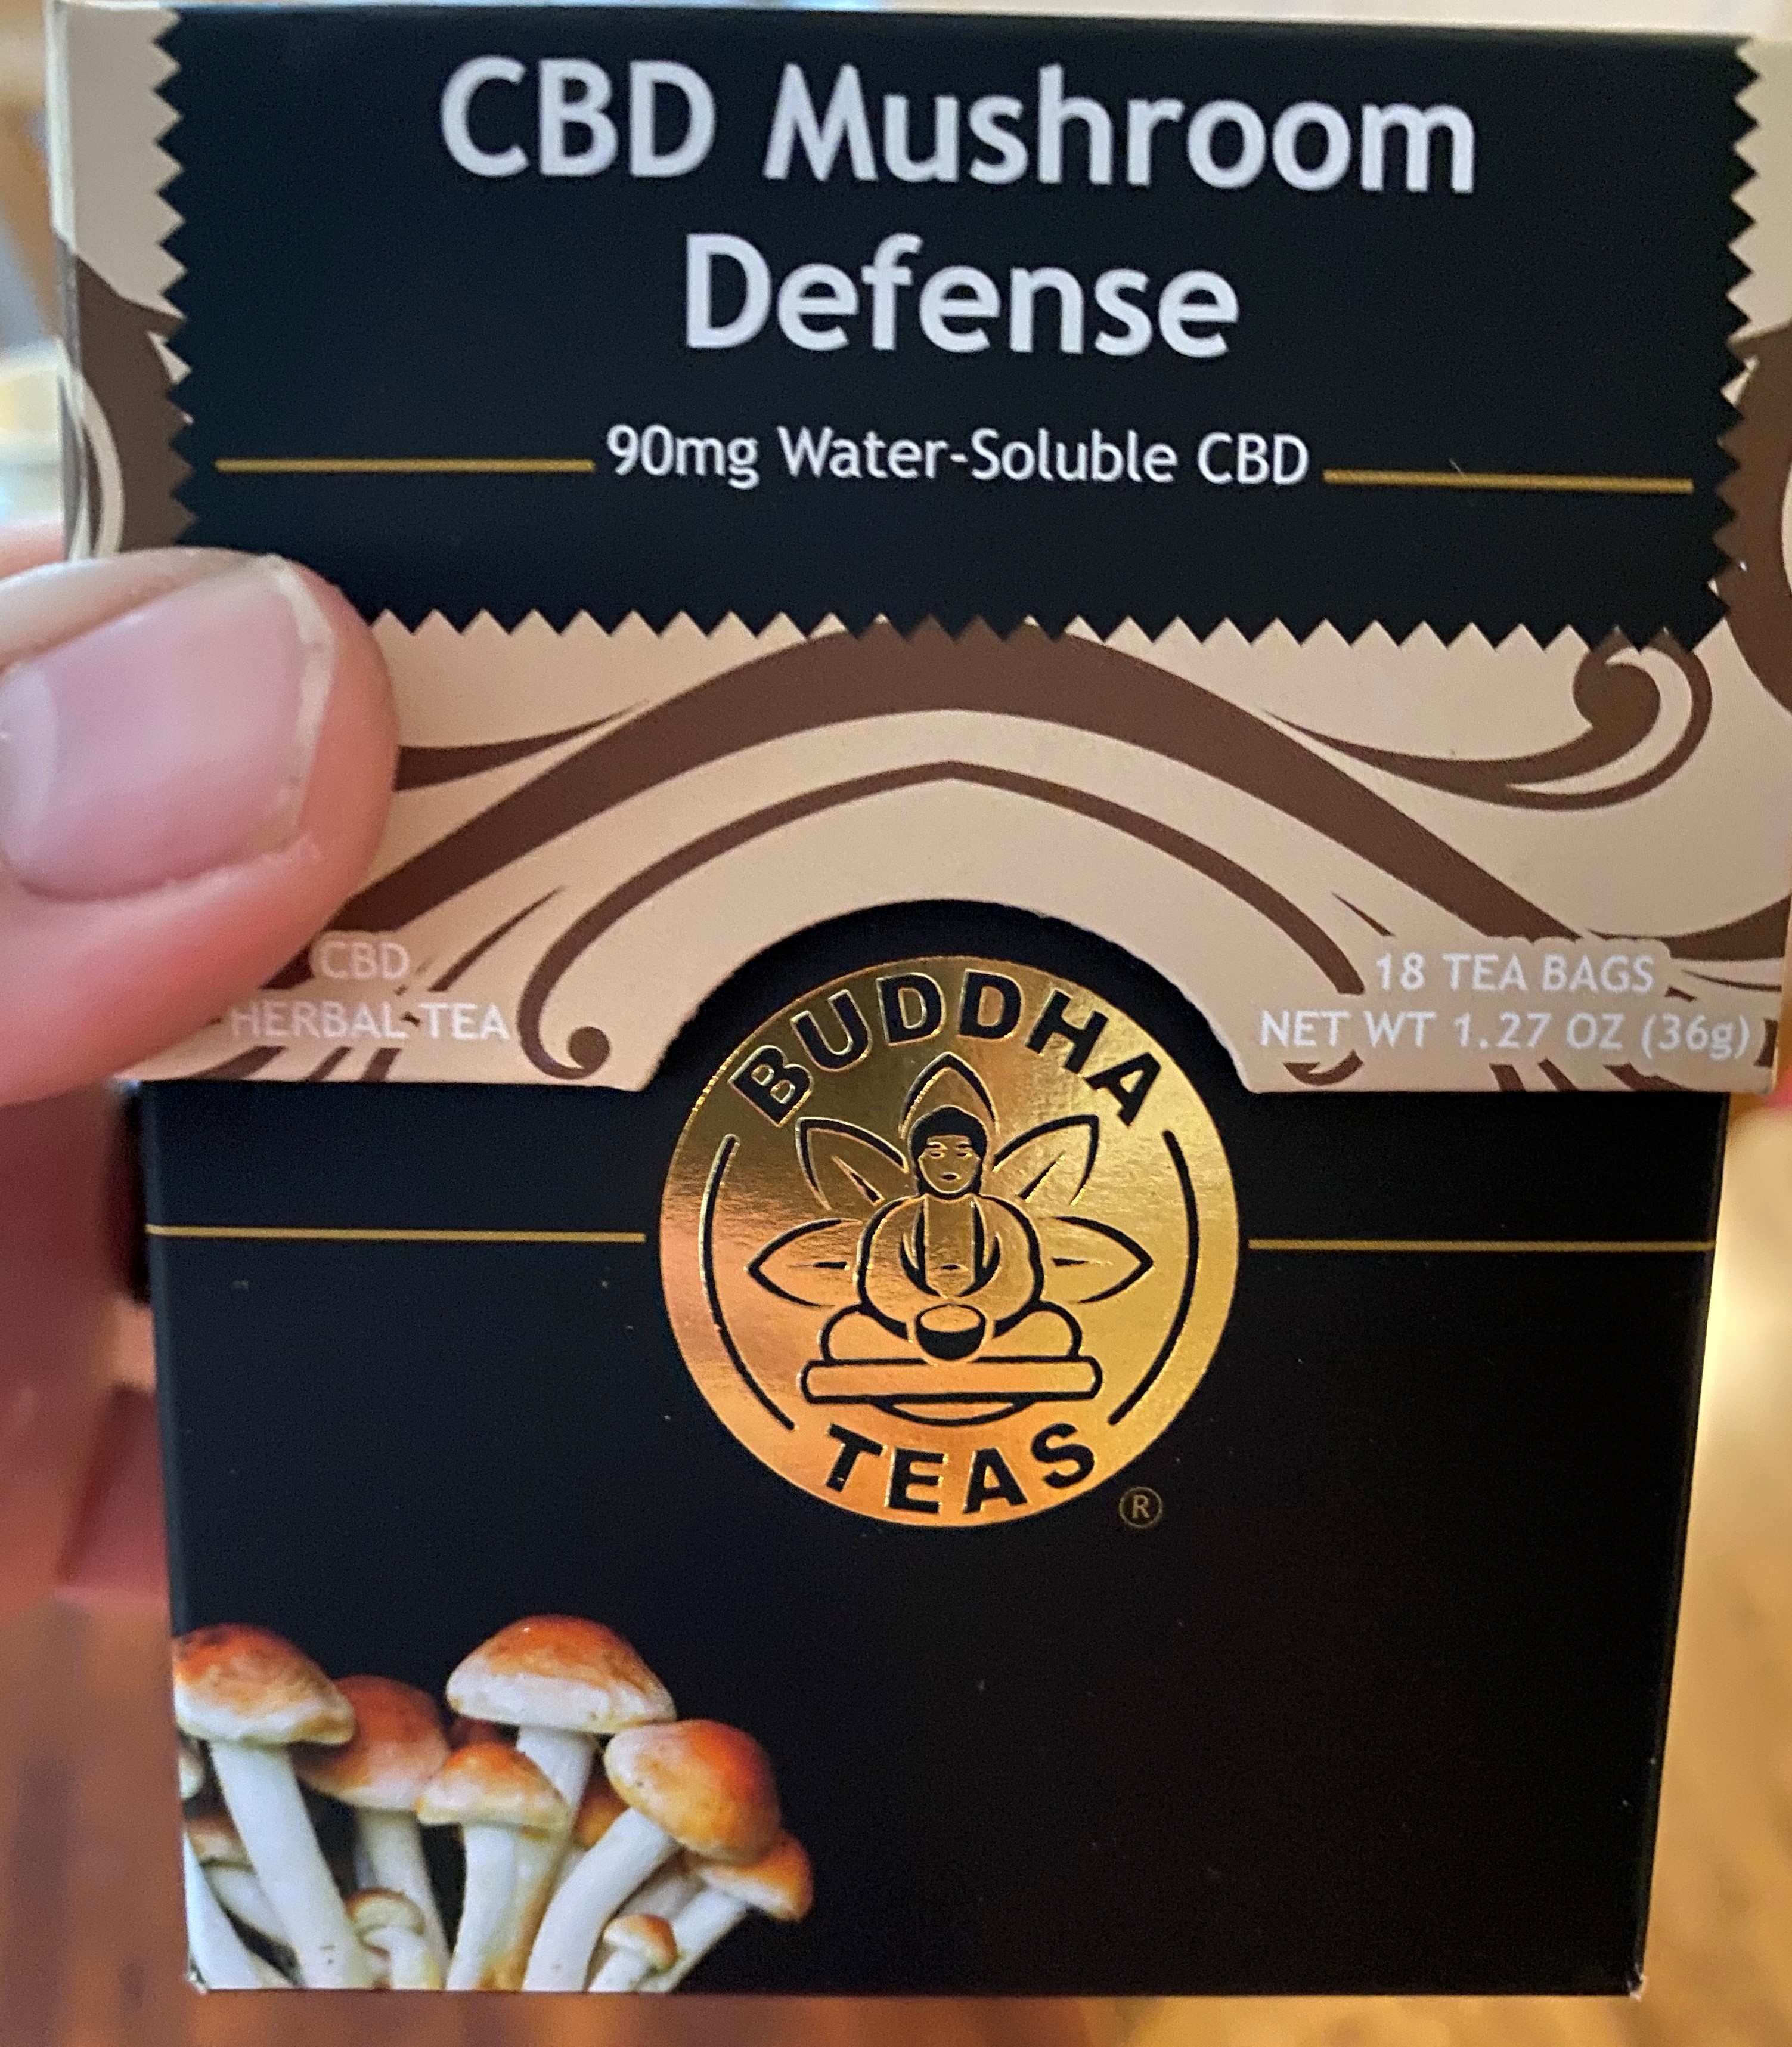 CBD Mushroom
Defense
90mg Water-Soluble CBD
CBD
HERBAL TEA
18 TEA BAGS
NET WT 1.27 OZ (36g)
BUDDHA
TEAS
®